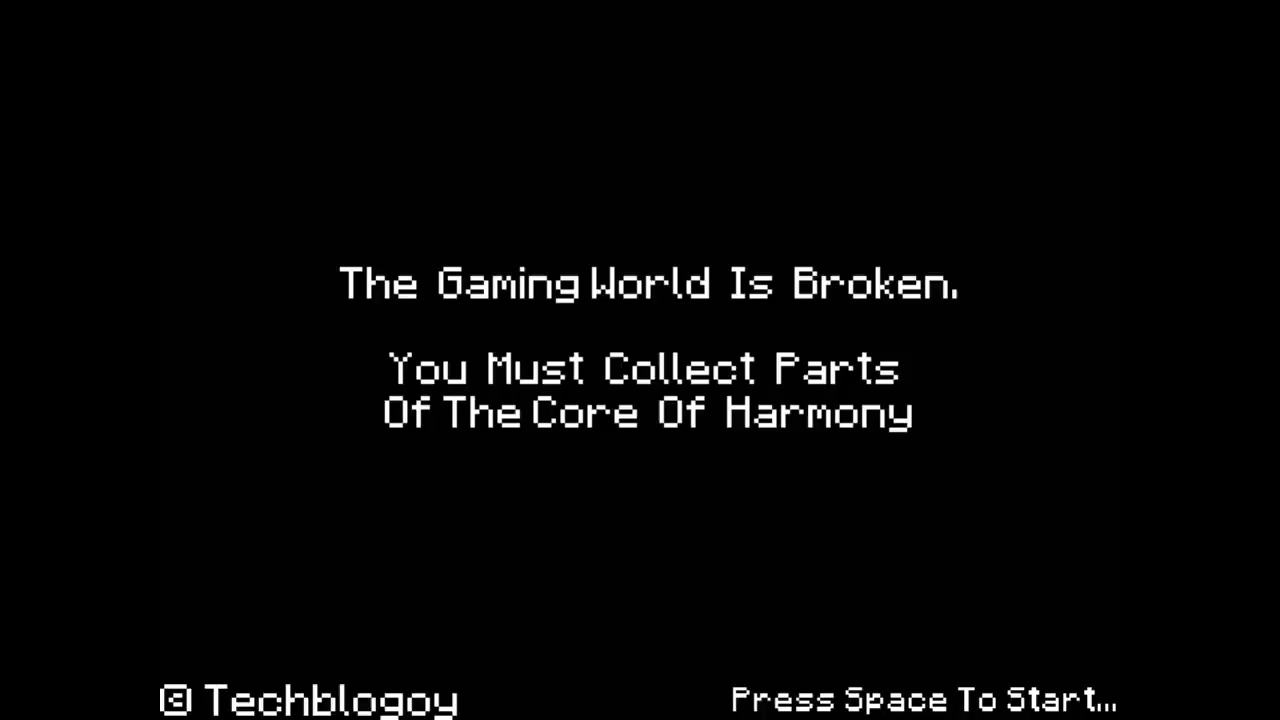 The Gaming World Is Broken.
You Must Collect Parts
Of The Core Of Harmony
© Techblogoy
Press Space To Start...